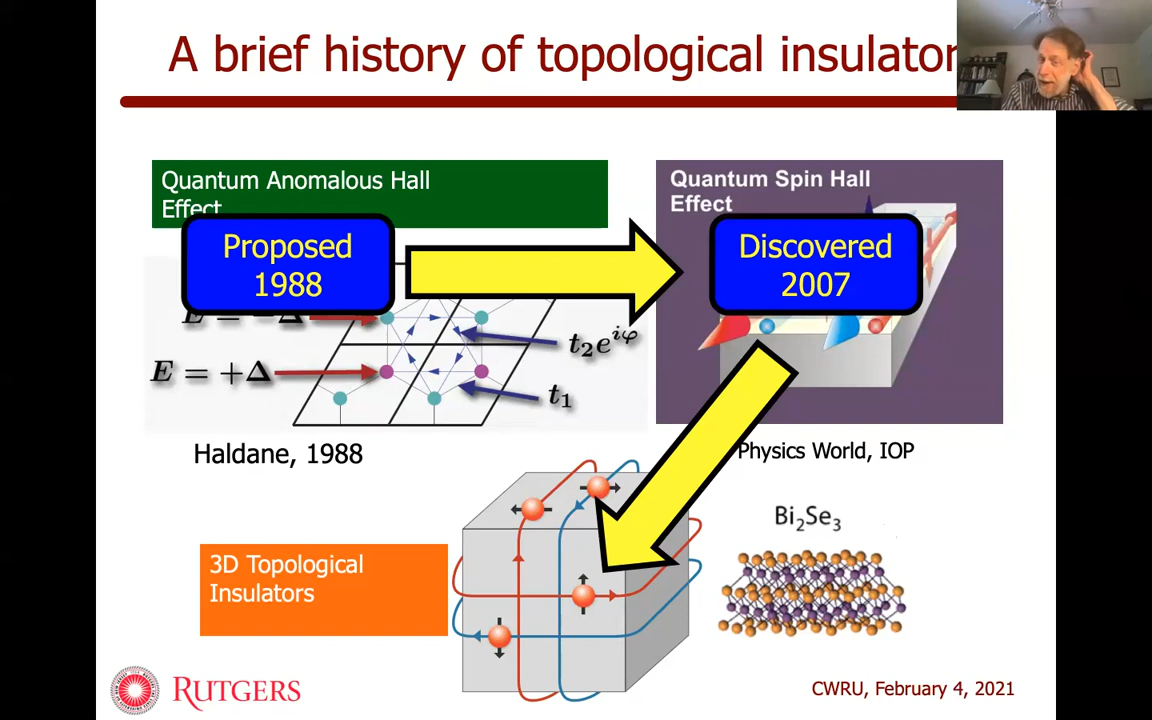 A brief history of topological insulator
Quantum Anomalous Hall
Effect
Proposed
1988
Quantum Spin Hall
Effect
Discovered
2007
E = −Δ
E = +Δ
t₂e^{iφ}
t₁
Haldane, 1988
Physics World, IOP
3D Topological
Insulators
Bi₂Se₃
RUTGERS
CWRU, February 4, 2021